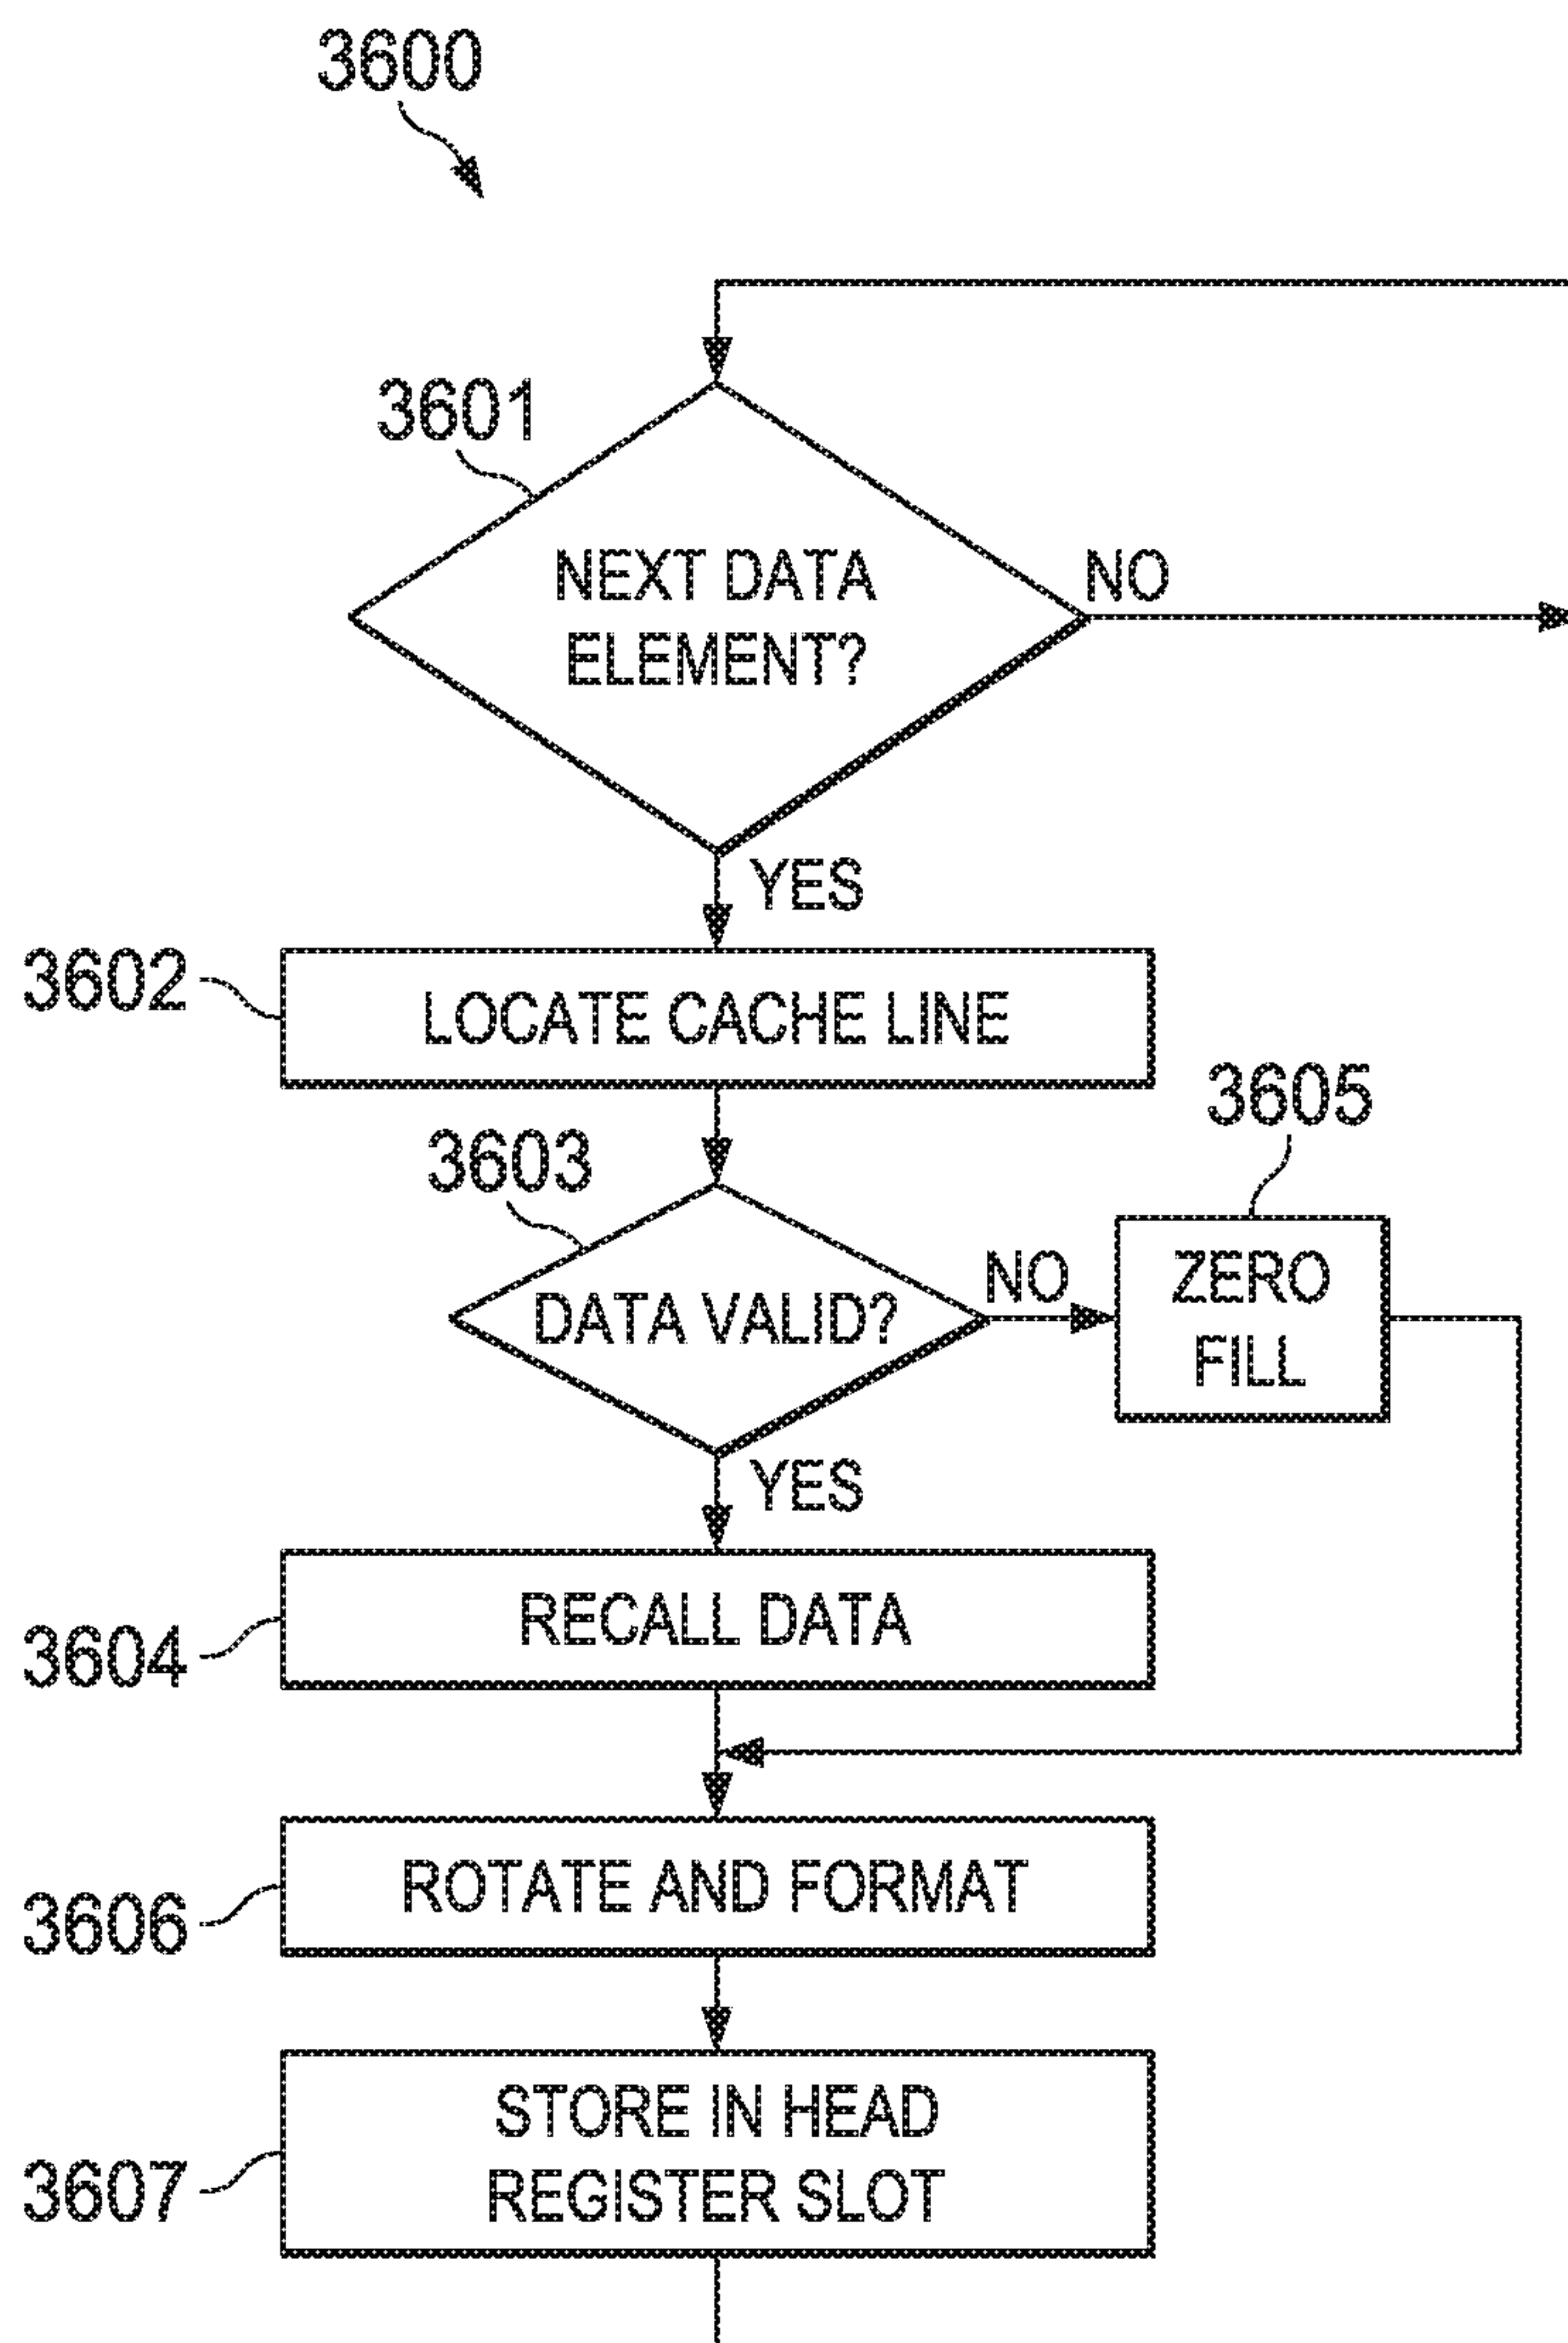 3600
3601
NEXT DATA
ELEMENT?
NO
YES
3602
LOCATE CACHE LINE
3605
3603
DATA VALID?
NO
ZERO
FILL
YES
RECALL DATA
3604
ROTATE AND FORMAT
3606
STORE IN HEAD
REGISTER SLOT
3607